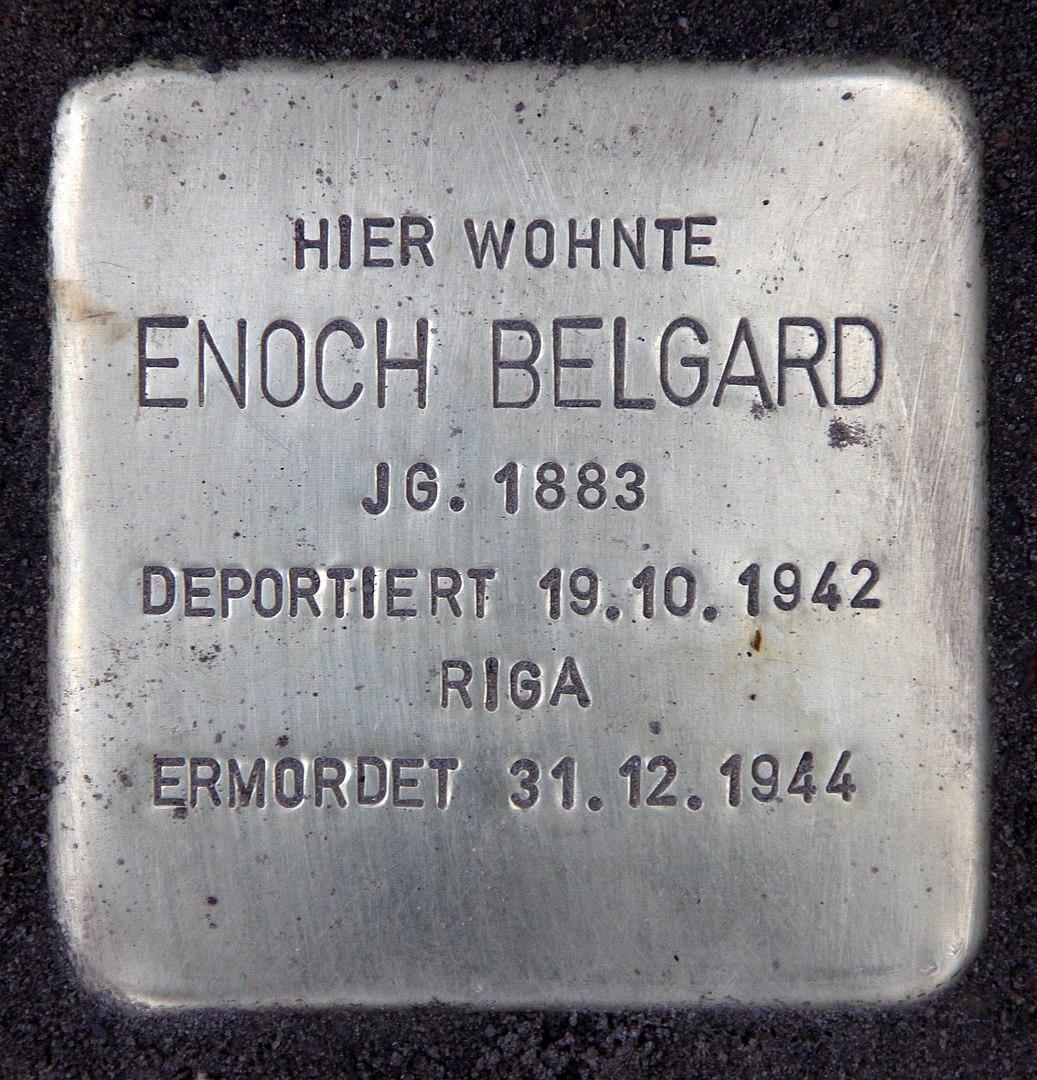 HIER WOHNTE
ENOCH BELGARD
JG. 1883
DEPORTIERT 19.10.1942
RIGA
ERMORDET 31.12.1944